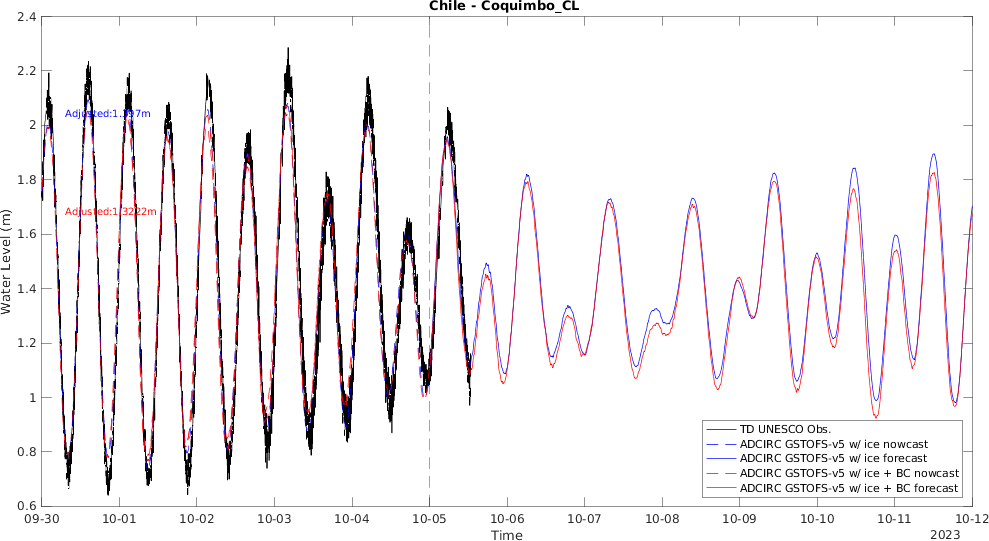 Chile - Coquimbo_CL
2.4
2.2
2
1.8
1.6
1.4
1.2
1
0.8
0.6
Water Level (m)
Adjusted:1.3222m
TD UNESCO Obs.
ADCIRC GSTOFS-v5 w/ ice nowcast
ADCIRC GSTOFS-v5 w/ ice forecast
ADCIRC GSTOFS-v5 w/ ice + BC nowcast
ADCIRC GSTOFS-v5 w/ ice + BC forecast
09-30 10-01 10-02 10-03 10-04 10-05 10-06 10-07 10-08 10-09 10-10 10-11 10-12
Time
2023